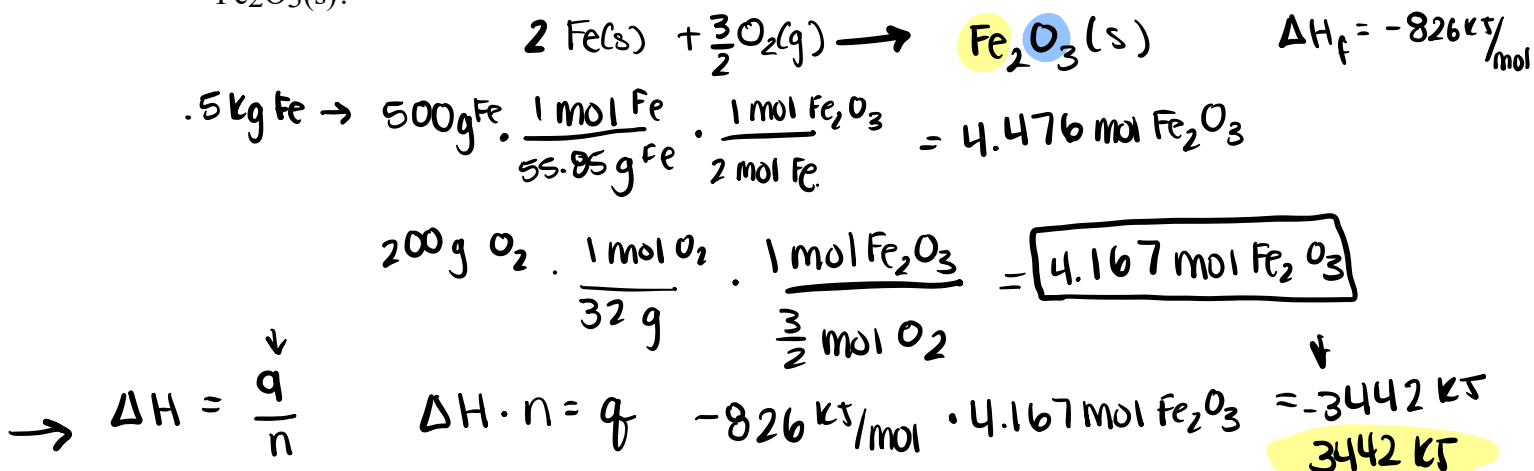 Fe₂O₃(s).
2 Fe(s) + 3/2 O₂(g) → Fe₂O₃(s) ΔH_f = -826 KJ/mol
.5 Kg Fe → 500g Fe · 1 mol Fe / 55.85 g Fe · 1 mol Fe₂O₃ / 2 mol Fe = 4.476 mol Fe₂O₃
200g O₂ · 1 mol O₂ / 32 g · 1 mol Fe₂O₃ / 3/2 mol O₂ = 4.167 mol Fe₂O₃
→ ΔH = q/n ΔH · n = q -826 KJ/mol · 4.167 mol Fe₂O₃ = -3442 KJ
3442 KJ